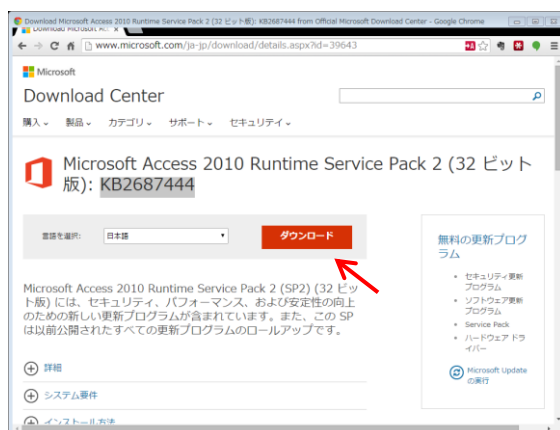 Download Microsoft Access 2010 Runtime Service Pack 2 (32 ビット版): KB2687444 from Official Microsoft Download Center - Google Chrome
www.microsoft.com/ja-jp/download/details.aspx?id=39643
Microsoft
Download Center
購入 製品 カテゴリ サポート セキュリティ
Microsoft Access 2010 Runtime Service Pack 2 (32 ビット
版): KB2687444
言語を選択: 日本語 ダウンロード
Microsoft Access 2010 Runtime Service Pack 2 (SP2) (32 ビッ
ト版) には、セキュリティ、パフォーマンス、および安定性の向上
のための新しい更新プログラムが含まれています。また、この SP
は以前公開されたすべての更新プログラムのロールアップです。
詳細
システム要件
インストール方法
無料の更新プログ
ラム
セキュリティ更新
プログラム
ソフトウェア更新
プログラム
Service Pack
ハードウェア ドラ
イバー
Microsoft Update
の実行